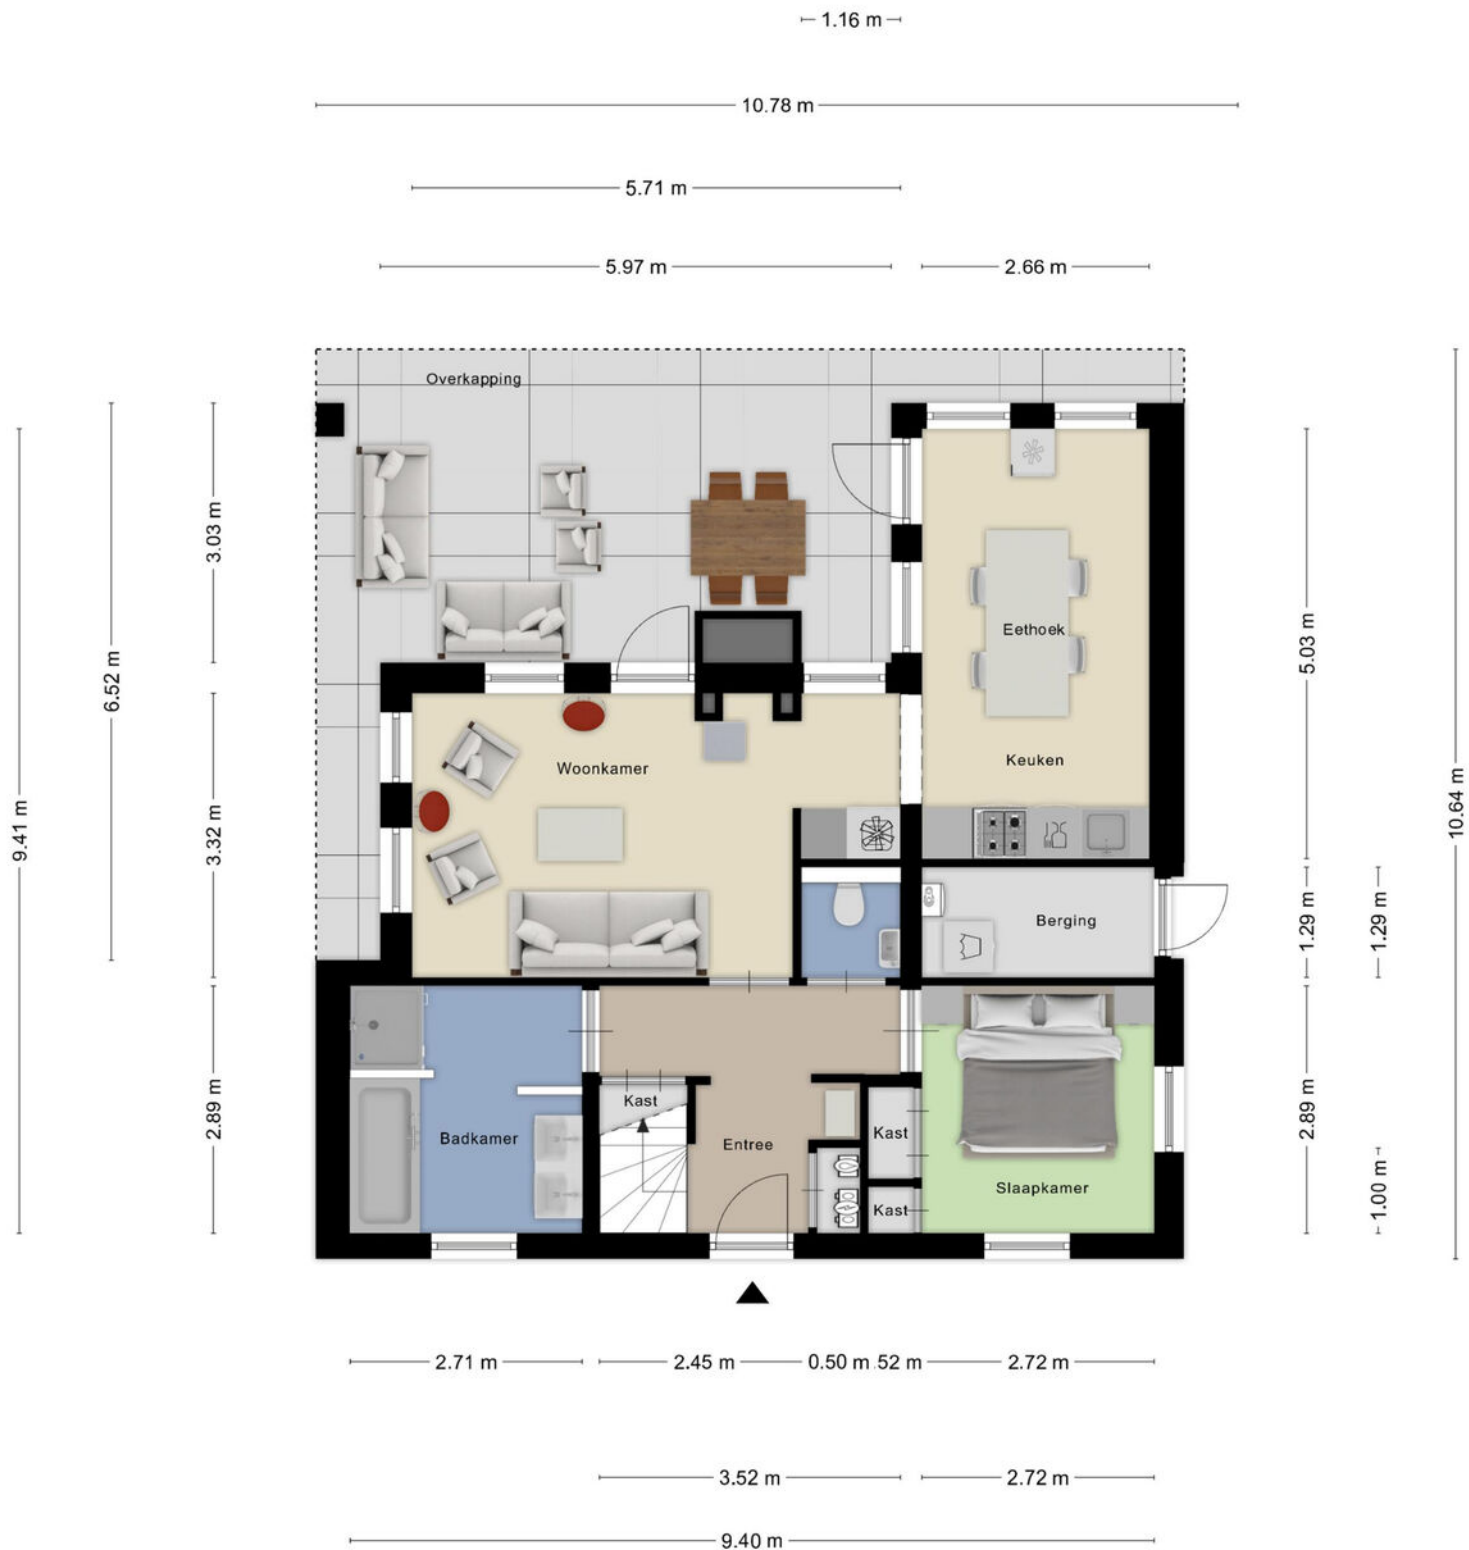 1.16 m
10.78 m
5.71 m
5.97 m
2.66 m
Overkapping
3.03 m
5.03 m
Eethoek
6.52 m
Keuken
Woonkamer
10.64 m
9.41 m
3.32 m
Berging
1.29 m
1.29 m
Kast
2.89 m
Badkamer
Entree
Kast
2.89 m
Slaapkamer
1.00 m
Kast
2.71 m
2.45 m
0.50 m
.52 m
2.72 m
3.52 m
2.72 m
9.40 m